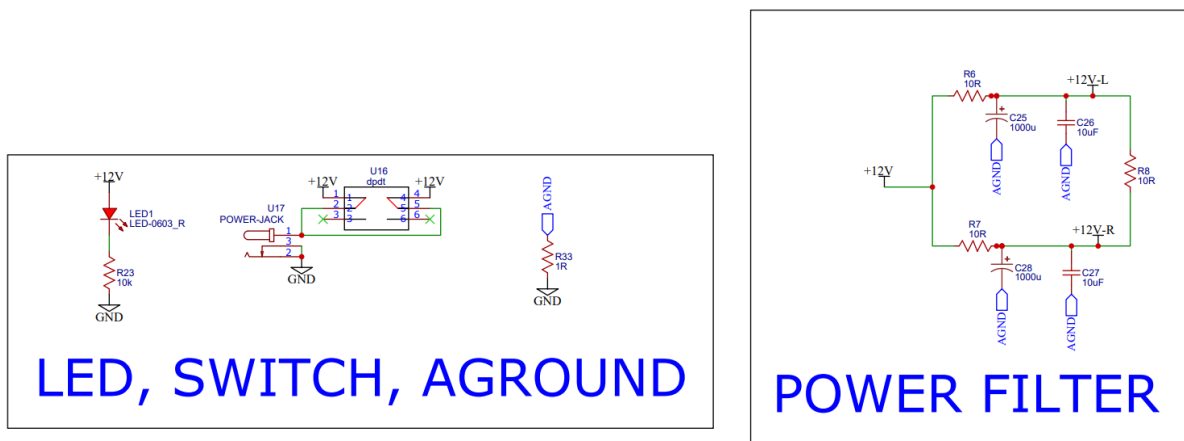 +12V
LED1
LED-0603_R
R23
10k
GND
U17
POWER-JACK
1
3
2
GND
U16
dpdt
+12V
+12V
1
1
4
4
2
2
5
5
3
3
6
6
AGND
R33
1R
GND
LED, SWITCH, AGROUND
R6
10R
+12V-L
+
C25
1000u
C26
10uF
AGND
AGND
+12V
R8
10R
R7
10R
+12V-R
+
C28
1000u
C27
10uF
AGND
AGND
POWER FILTER